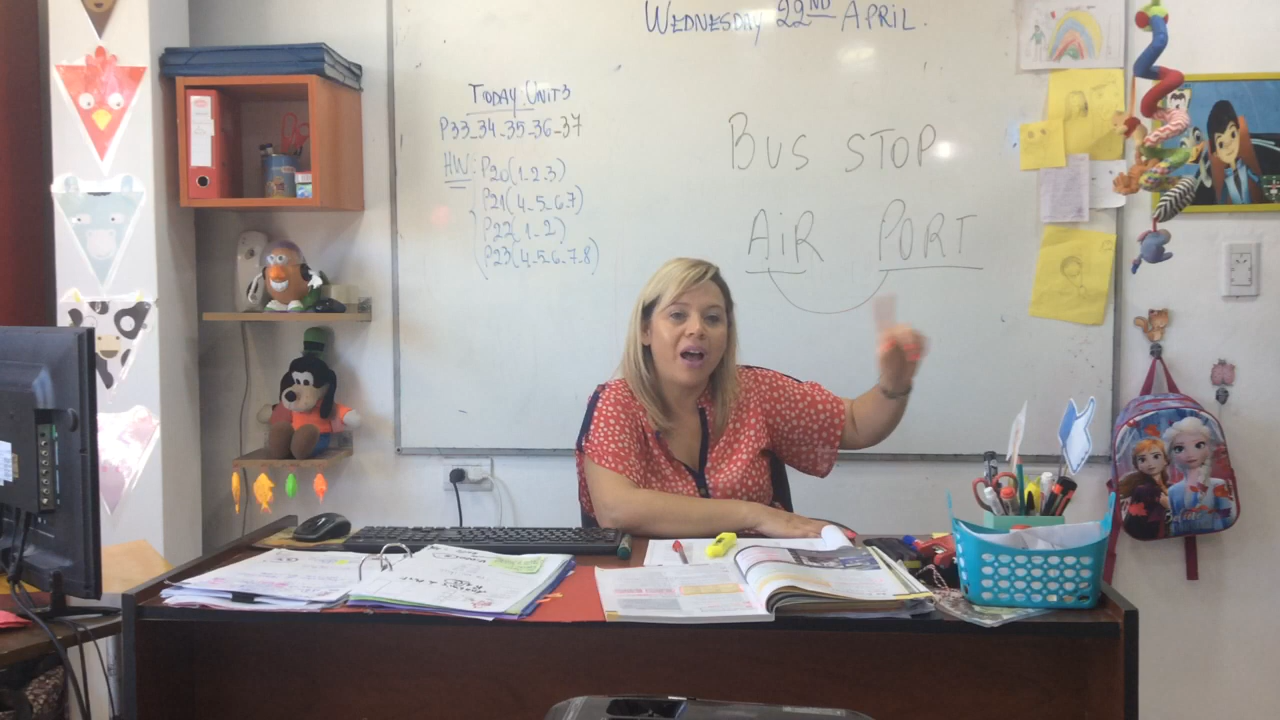 WEDNESDAY 22ND APRIL.
TODAY: UNIT 3
P33-34-35-36-37
HW: P20(1-2-3)
P21(4-5-6-7)
P22(1-2)
P23(4-5-6-7-8)
BUS STOP
AIR PORT